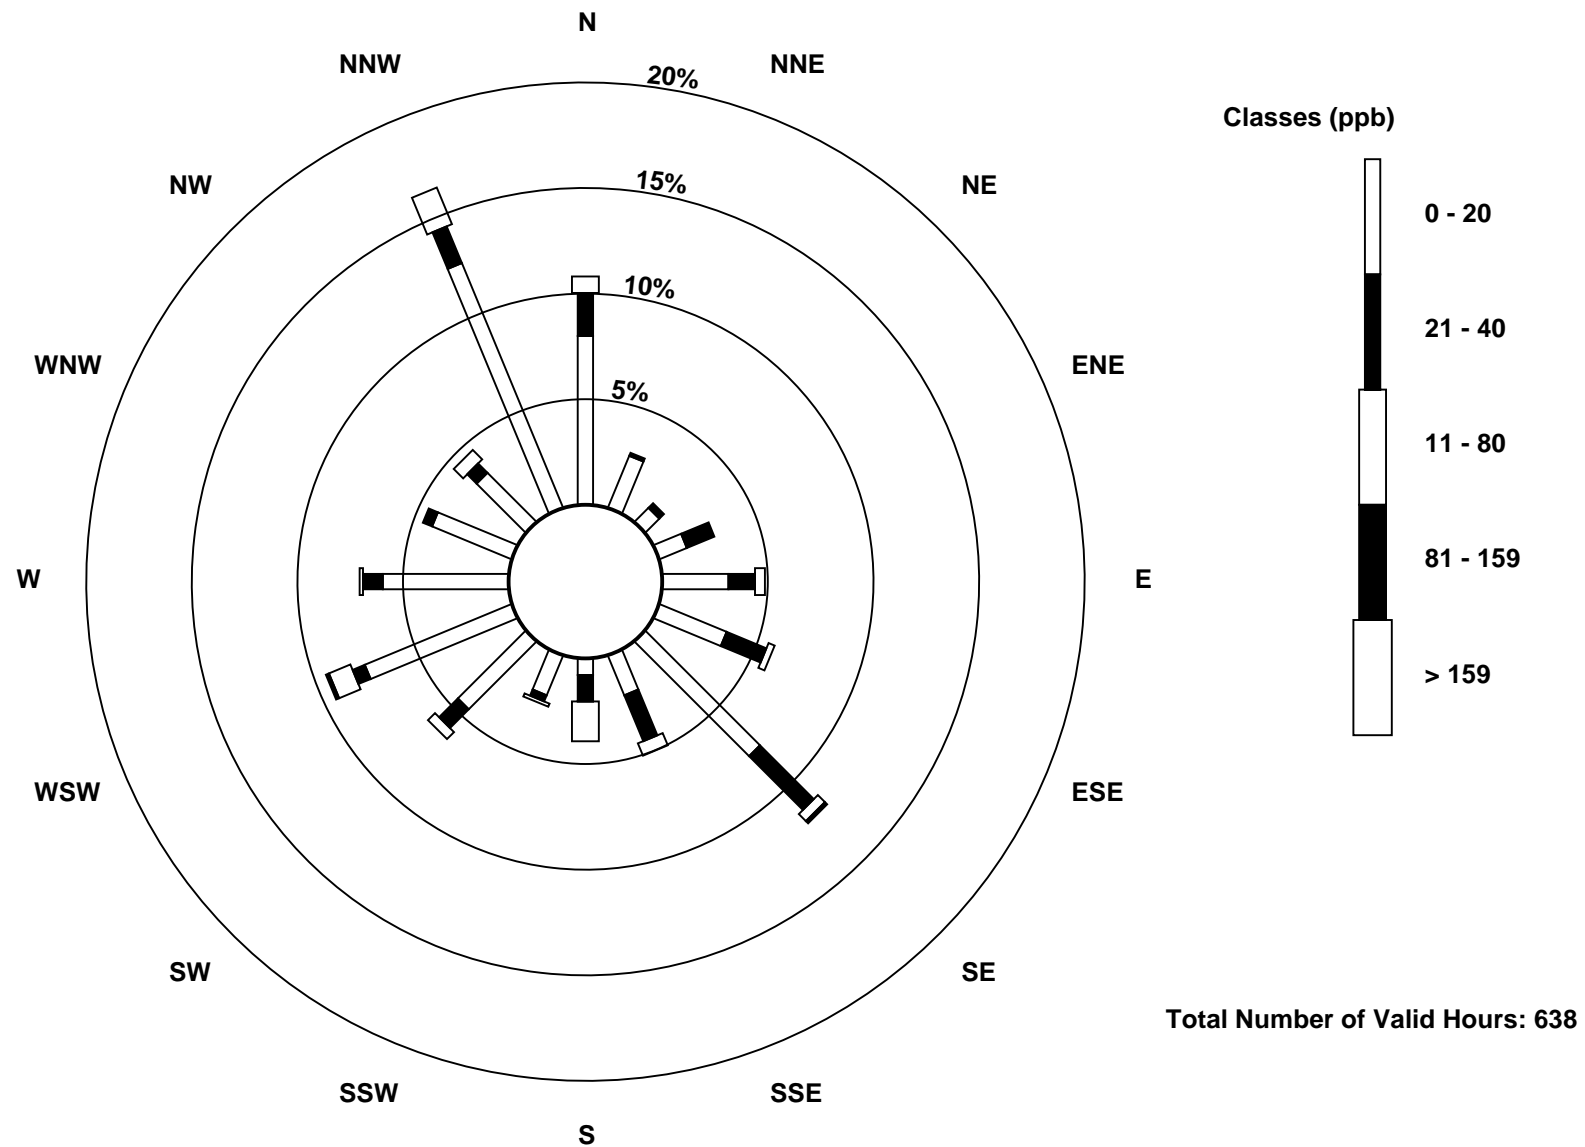 N
NNW
NNE
20%
Classes (ppb)
15%
NW
NE
0 - 20
10%
21 - 40
WNW
ENE
5%
11 - 80
81 - 159
W
E
> 159
WSW
ESE
SW
SE
Total Number of Valid Hours: 638
SSW
SSE
S